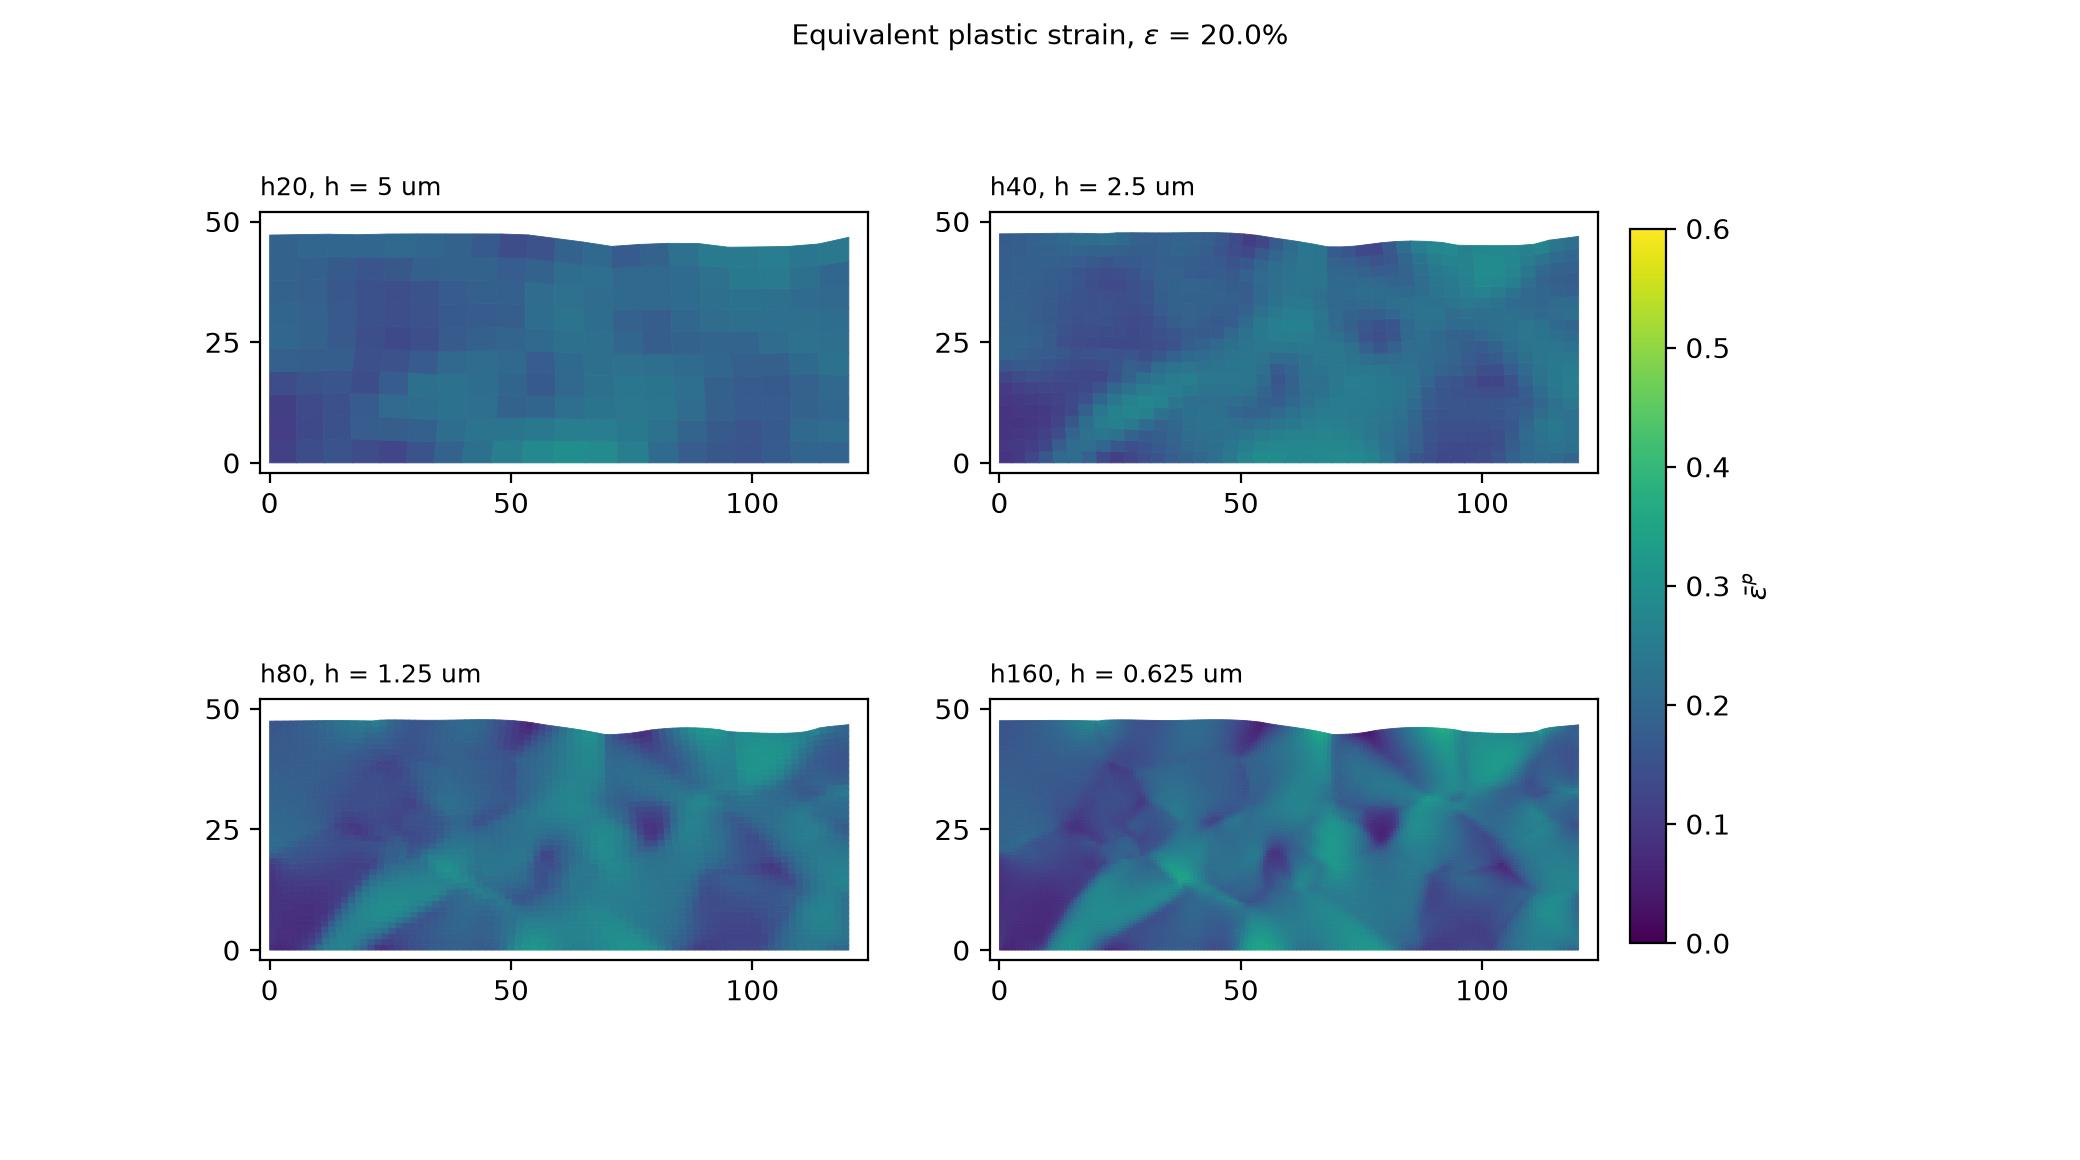 Equivalent plastic strain, ε = 20.0%
h20, h = 5 um
50
25
0
0 50 100
h40, h = 2.5 um
50
25
0
0 50 100
h80, h = 1.25 um
50
25
0
0 50 100
h160, h = 0.625 um
50
25
0
0 50 100
0.6
0.5
0.4
0.3
0.2
0.1
0.0
ε̄ᵖ